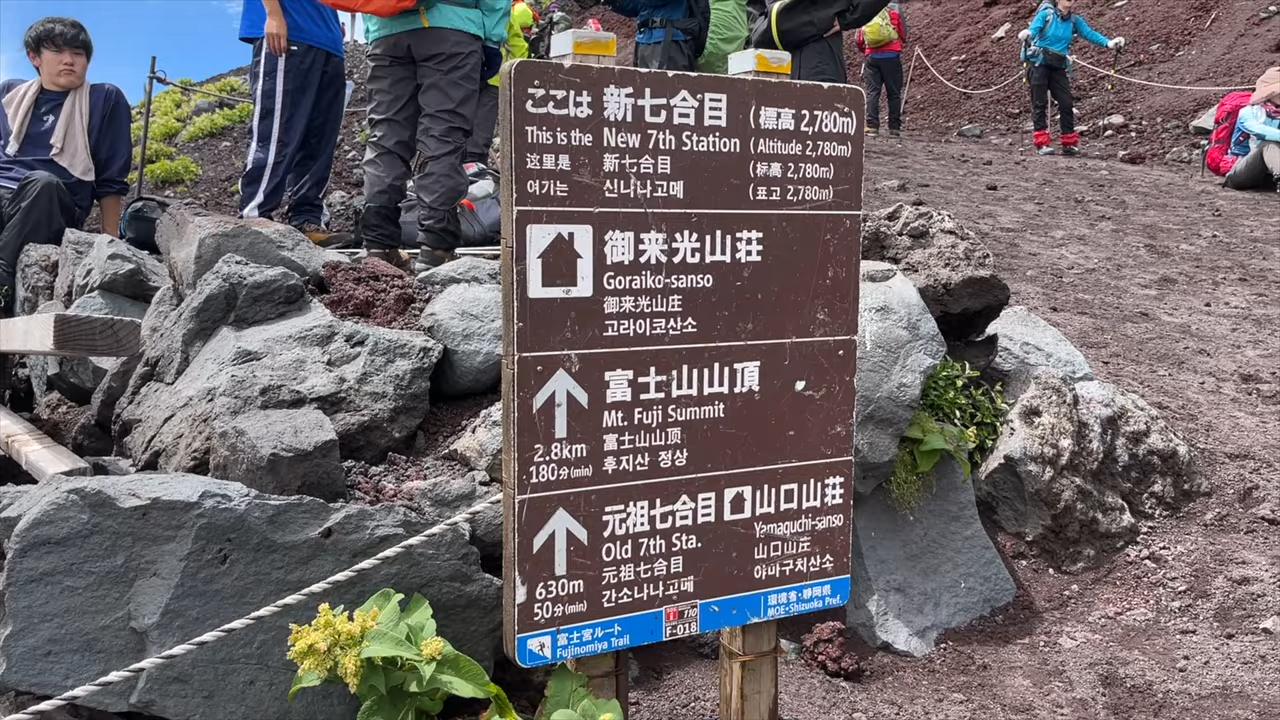 ここは 新七合目 (標高 2,780m)
This is the New 7th Station (Altitude 2,780m)
这里是 新七合目 (标高 2,780m)
여기는 신나나고메 (표고 2,780m)
御来光山荘
Goraiko-sanso
御来光山庄
고라이코산소
富士山山頂
Mt. Fuji Summit
富士山山顶
후지산 정상
2.8km
180分(min)
元祖七合目 山口山荘
Old 7th Sta. Yamaguchi-sanso
元祖七合目 山口山庄
간소나나고메 야마구치산소
630m
50分(min)
富士宮ルート
Fujinomiya Trail
110
F-018
環境省・静岡県
MOE・Shizuoka Pref.